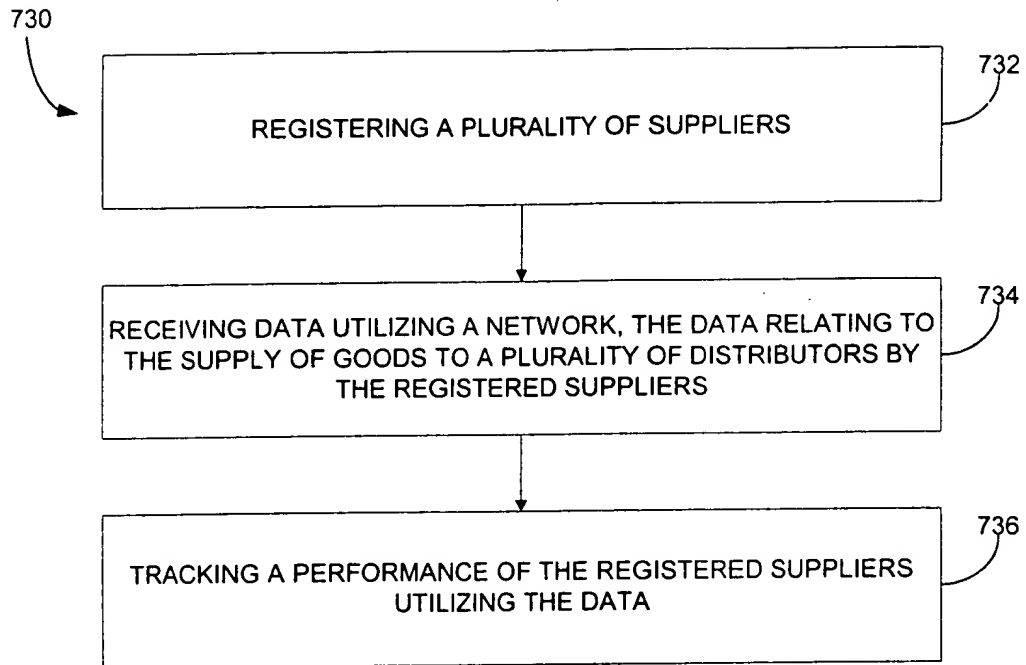 730
732
REGISTERING A PLURALITY OF SUPPLIERS
734
RECEIVING DATA UTILIZING A NETWORK, THE DATA RELATING TO
THE SUPPLY OF GOODS TO A PLURALITY OF DISTRIBUTORS BY
THE REGISTERED SUPPLIERS
736
TRACKING A PERFORMANCE OF THE REGISTERED SUPPLIERS
UTILIZING THE DATA